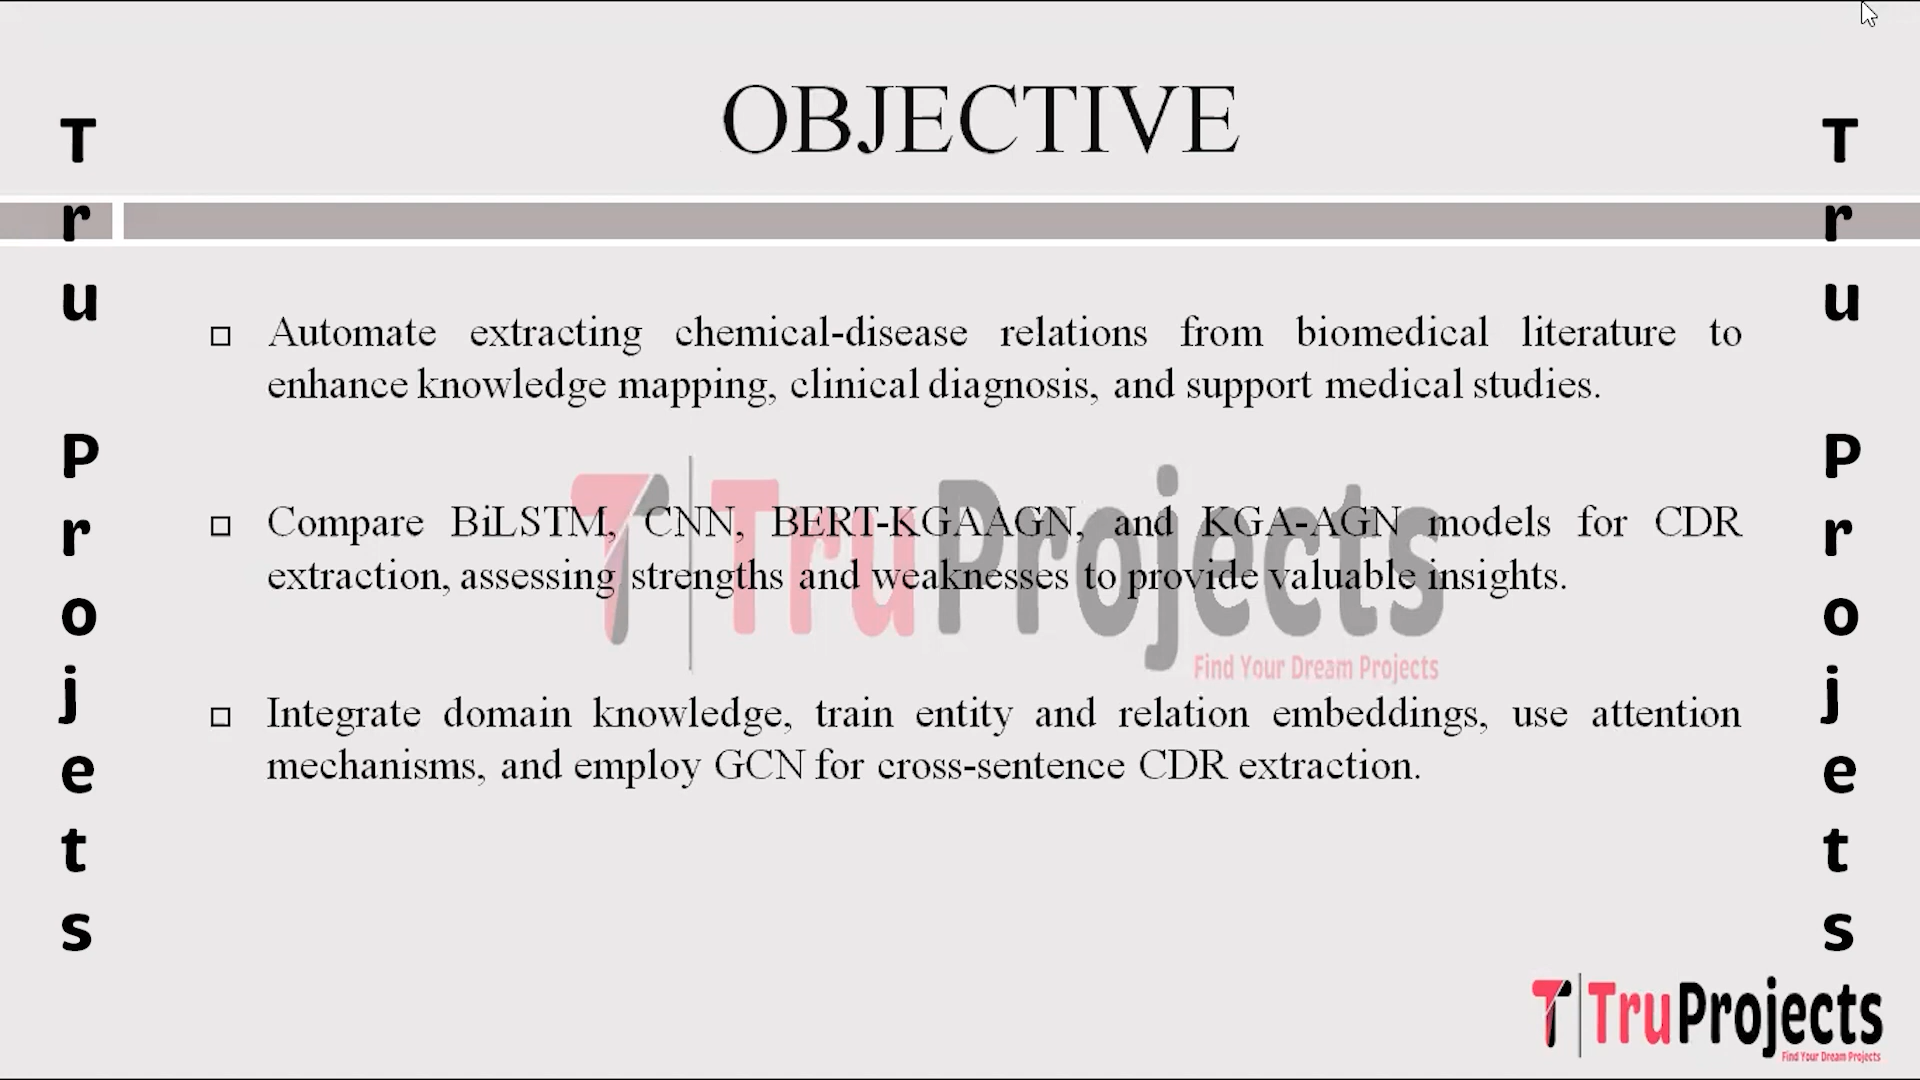 OBJECTIVE
Automate extracting chemical-disease relations from biomedical literature to
enhance knowledge mapping, clinical diagnosis, and support medical studies.
Compare BiLSTM, CNN, BERT-KGAAGN, and KGA-AGN models for CDR
extraction, assessing strengths and weaknesses to provide valuable insights.
Integrate domain knowledge, train entity and relation embeddings, use attention
mechanisms, and employ GCN for cross-sentence CDR extraction.
Tru Projets
Tru Projets
TruProjects
Find Your Dream Projects
TruProjects
Find Your Dream Projects